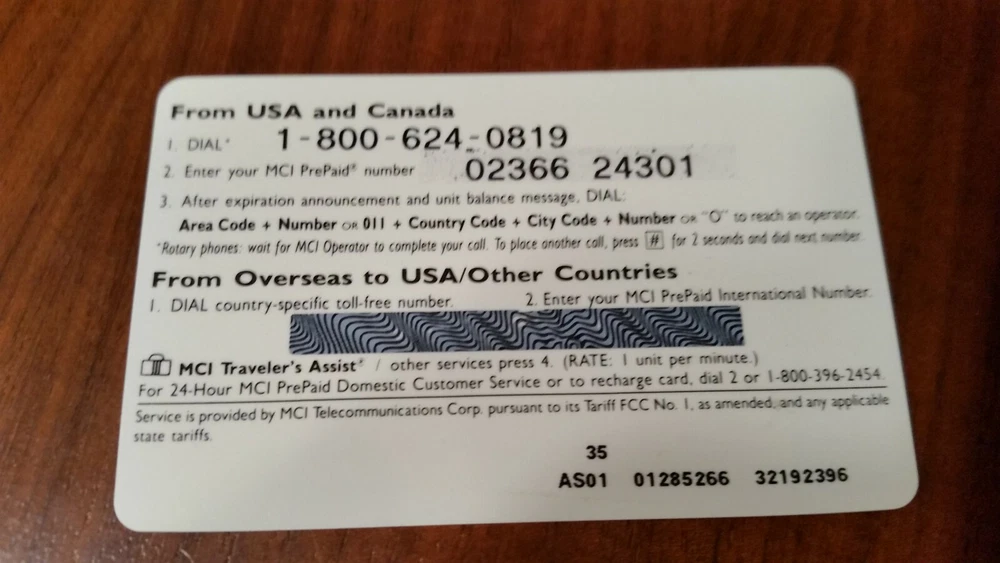 From USA and Canada
1. DIAL* 1-800-624-0819
2. Enter your MCI PrePaid® number 02366 24301
3. After expiration announcement and unit balance message, DIAL:
Area Code + Number OR 011 + Country Code + City Code + Number OR "O" to reach an operator.
*Rotary phones: wait for MCI Operator to complete your call. To place another call, press # for 2 seconds and dial next number.
From Overseas to USA/Other Countries
1. DIAL country-specific toll-free number. 2. Enter your MCI PrePaid International Number.
MCI Traveler's Assist® / other services press 4. (RATE: 1 unit per minute.)
For 24-Hour MCI PrePaid Domestic Customer Service or to recharge card, dial 2 or 1-800-396-2454.
Service is provided by MCI Telecommunications Corp. pursuant to its Tariff FCC No. 1, as amended, and any applicable
state tariffs.
35
AS01 01285266 32192396